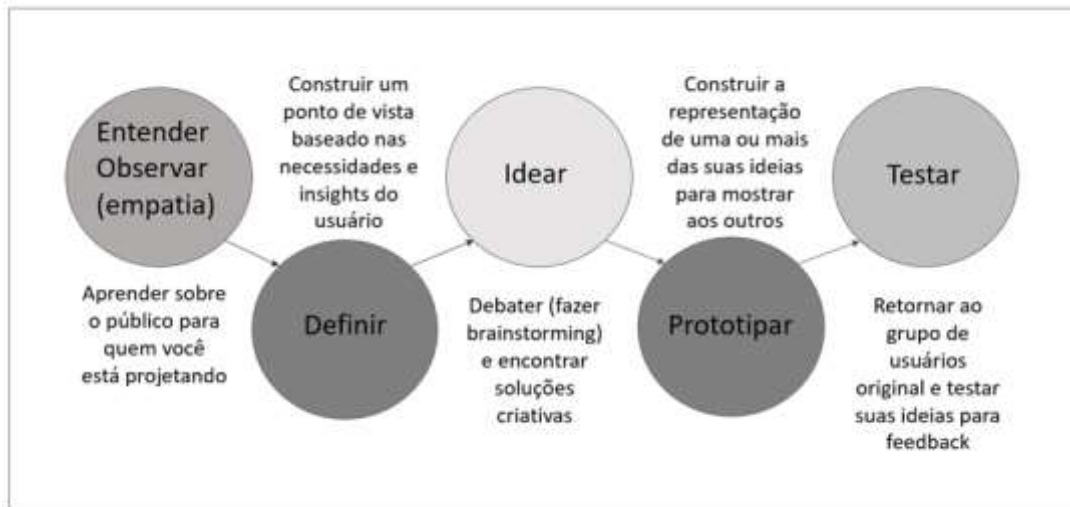 Entender
Observar
(empatia)
Aprender sobre
o público para
quem você
está projetando
Construir um
ponto de vista
baseado nas
necessidades e
insights do
usuário
Definir
Idear
Debater (fazer
brainstorming)
e encontrar
soluções
criativas
Construir a
representação
de uma ou mais
das suas ideias
para mostrar
aos outros
Prototipar
Testar
Retornar ao
grupo de
usuários
original e testar
suas ideias para
feedback